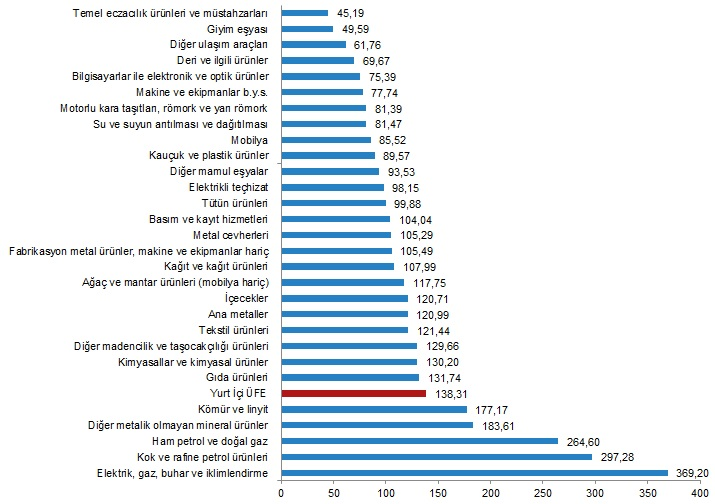 Temel eczacılık ürünleri ve müstahzarları 45,19
Giyim eşyası 49,59
Diğer ulaşım araçları 61,76
Deri ve ilgili ürünler 69,67
Bilgisayarlar ile elektronik ve optik ürünler 75,39
Makine ve ekipmanlar b.y.s. 77,74
Motorlu kara taşıtları, römork ve yarı römork 81,39
Su ve suyun arıtılması ve dağıtılması 81,47
Mobilya 85,52
Kauçuk ve plastik ürünler 89,57
Diğer mamul eşyalar 93,53
Elektrikli teçhizat 98,15
Tütün ürünleri 99,88
Basım ve kayıt hizmetleri 104,04
Metal cevherleri 105,29
Fabrikasyon metal ürünler, makine ve ekipmanlar hariç 105,49
Kağıt ve kağıt ürünleri 107,99
Ağaç ve mantar ürünleri (mobilya hariç) 117,75
İçecekler 120,71
Ana metaller 120,99
Tekstil ürünleri 121,44
Diğer madencilik ve taşocakçılığı ürünleri 129,66
Kimyasallar ve kimyasal ürünler 130,20
Gıda ürünleri 131,74
Yurt İçi ÜFE 138,31
Kömür ve linyit 177,17
Diğer metalik olmayan mineral ürünler 183,61
Ham petrol ve doğal gaz 264,60
Kok ve rafine petrol ürünleri 297,28
Elektrik, gaz, buhar ve iklimlendirme 369,20
0 50 100 150 200 250 300 350 400